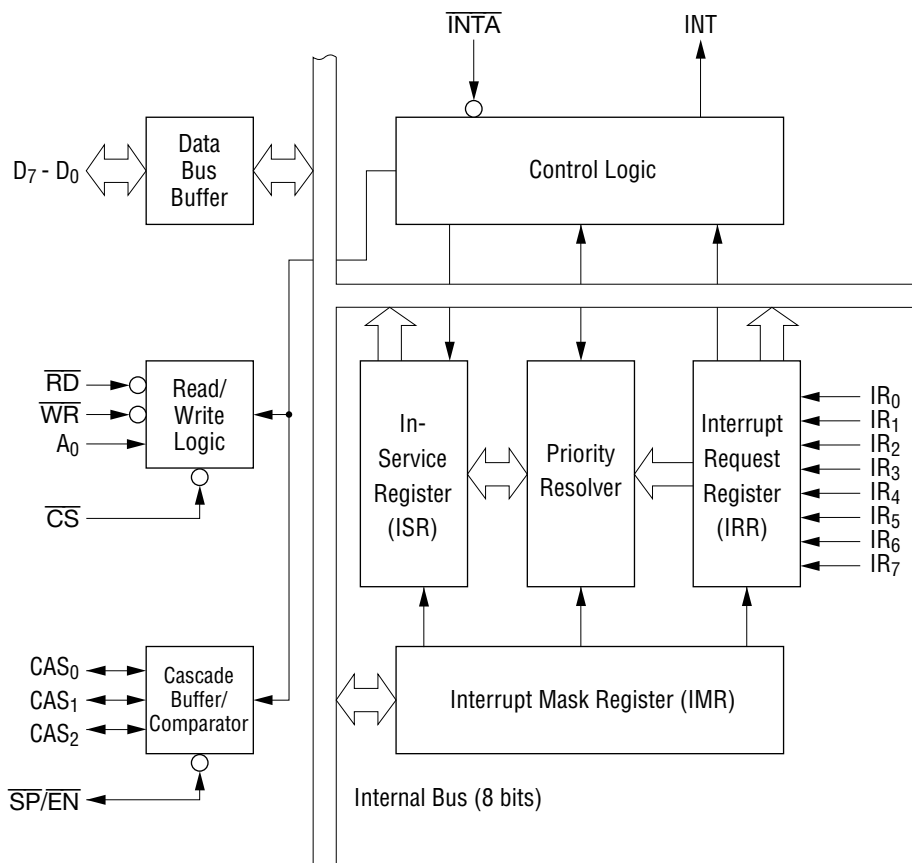 INTA
INT
Data
Bus
Buffer
D7 - D0
Control Logic
RD
WR
A0
CS
Read/
Write
Logic
In-
Service
Register
(ISR)
Priority
Resolver
Interrupt
Request
Register
(IRR)
IR0
IR1
IR2
IR3
IR4
IR5
IR6
IR7
CAS0
CAS1
CAS2
SP/EN
Cascade
Buffer/
Comparator
Interrupt Mask Register (IMR)
Internal Bus (8 bits)